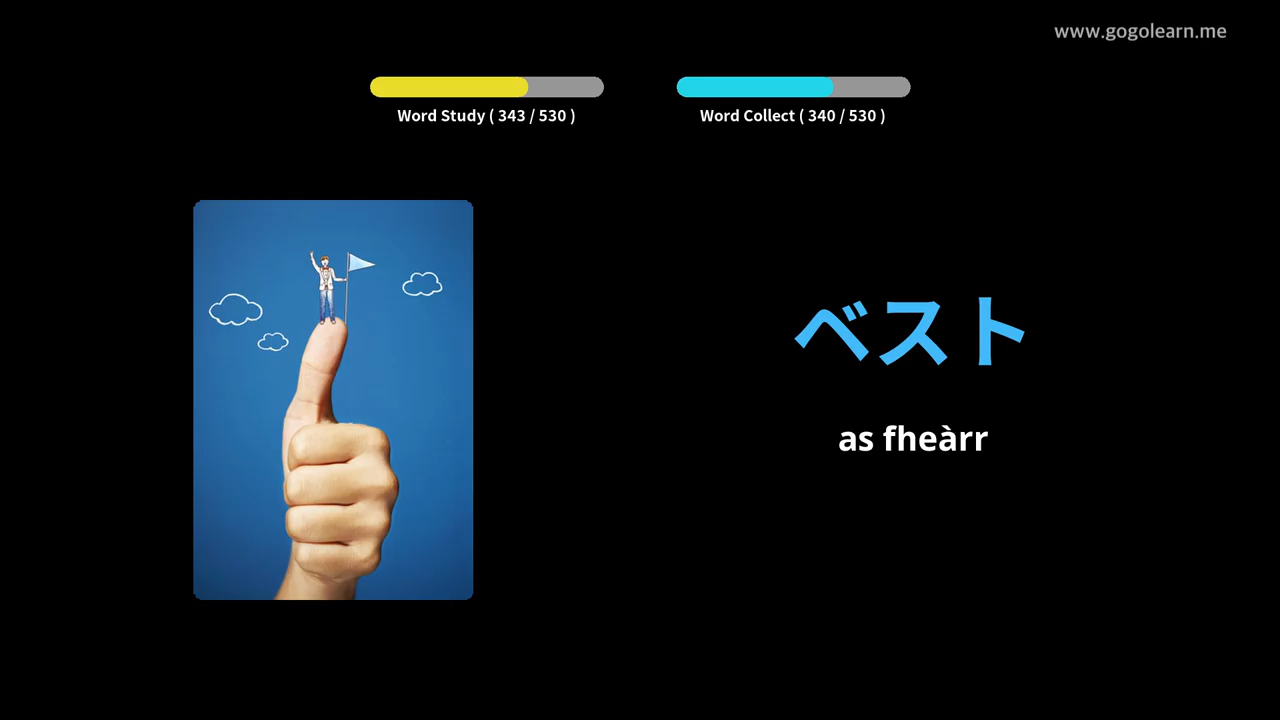 www.gogolearn.me
Word Study ( 343 / 530 )
Word Collect ( 340 / 530 )
ベスト
as fheàrr